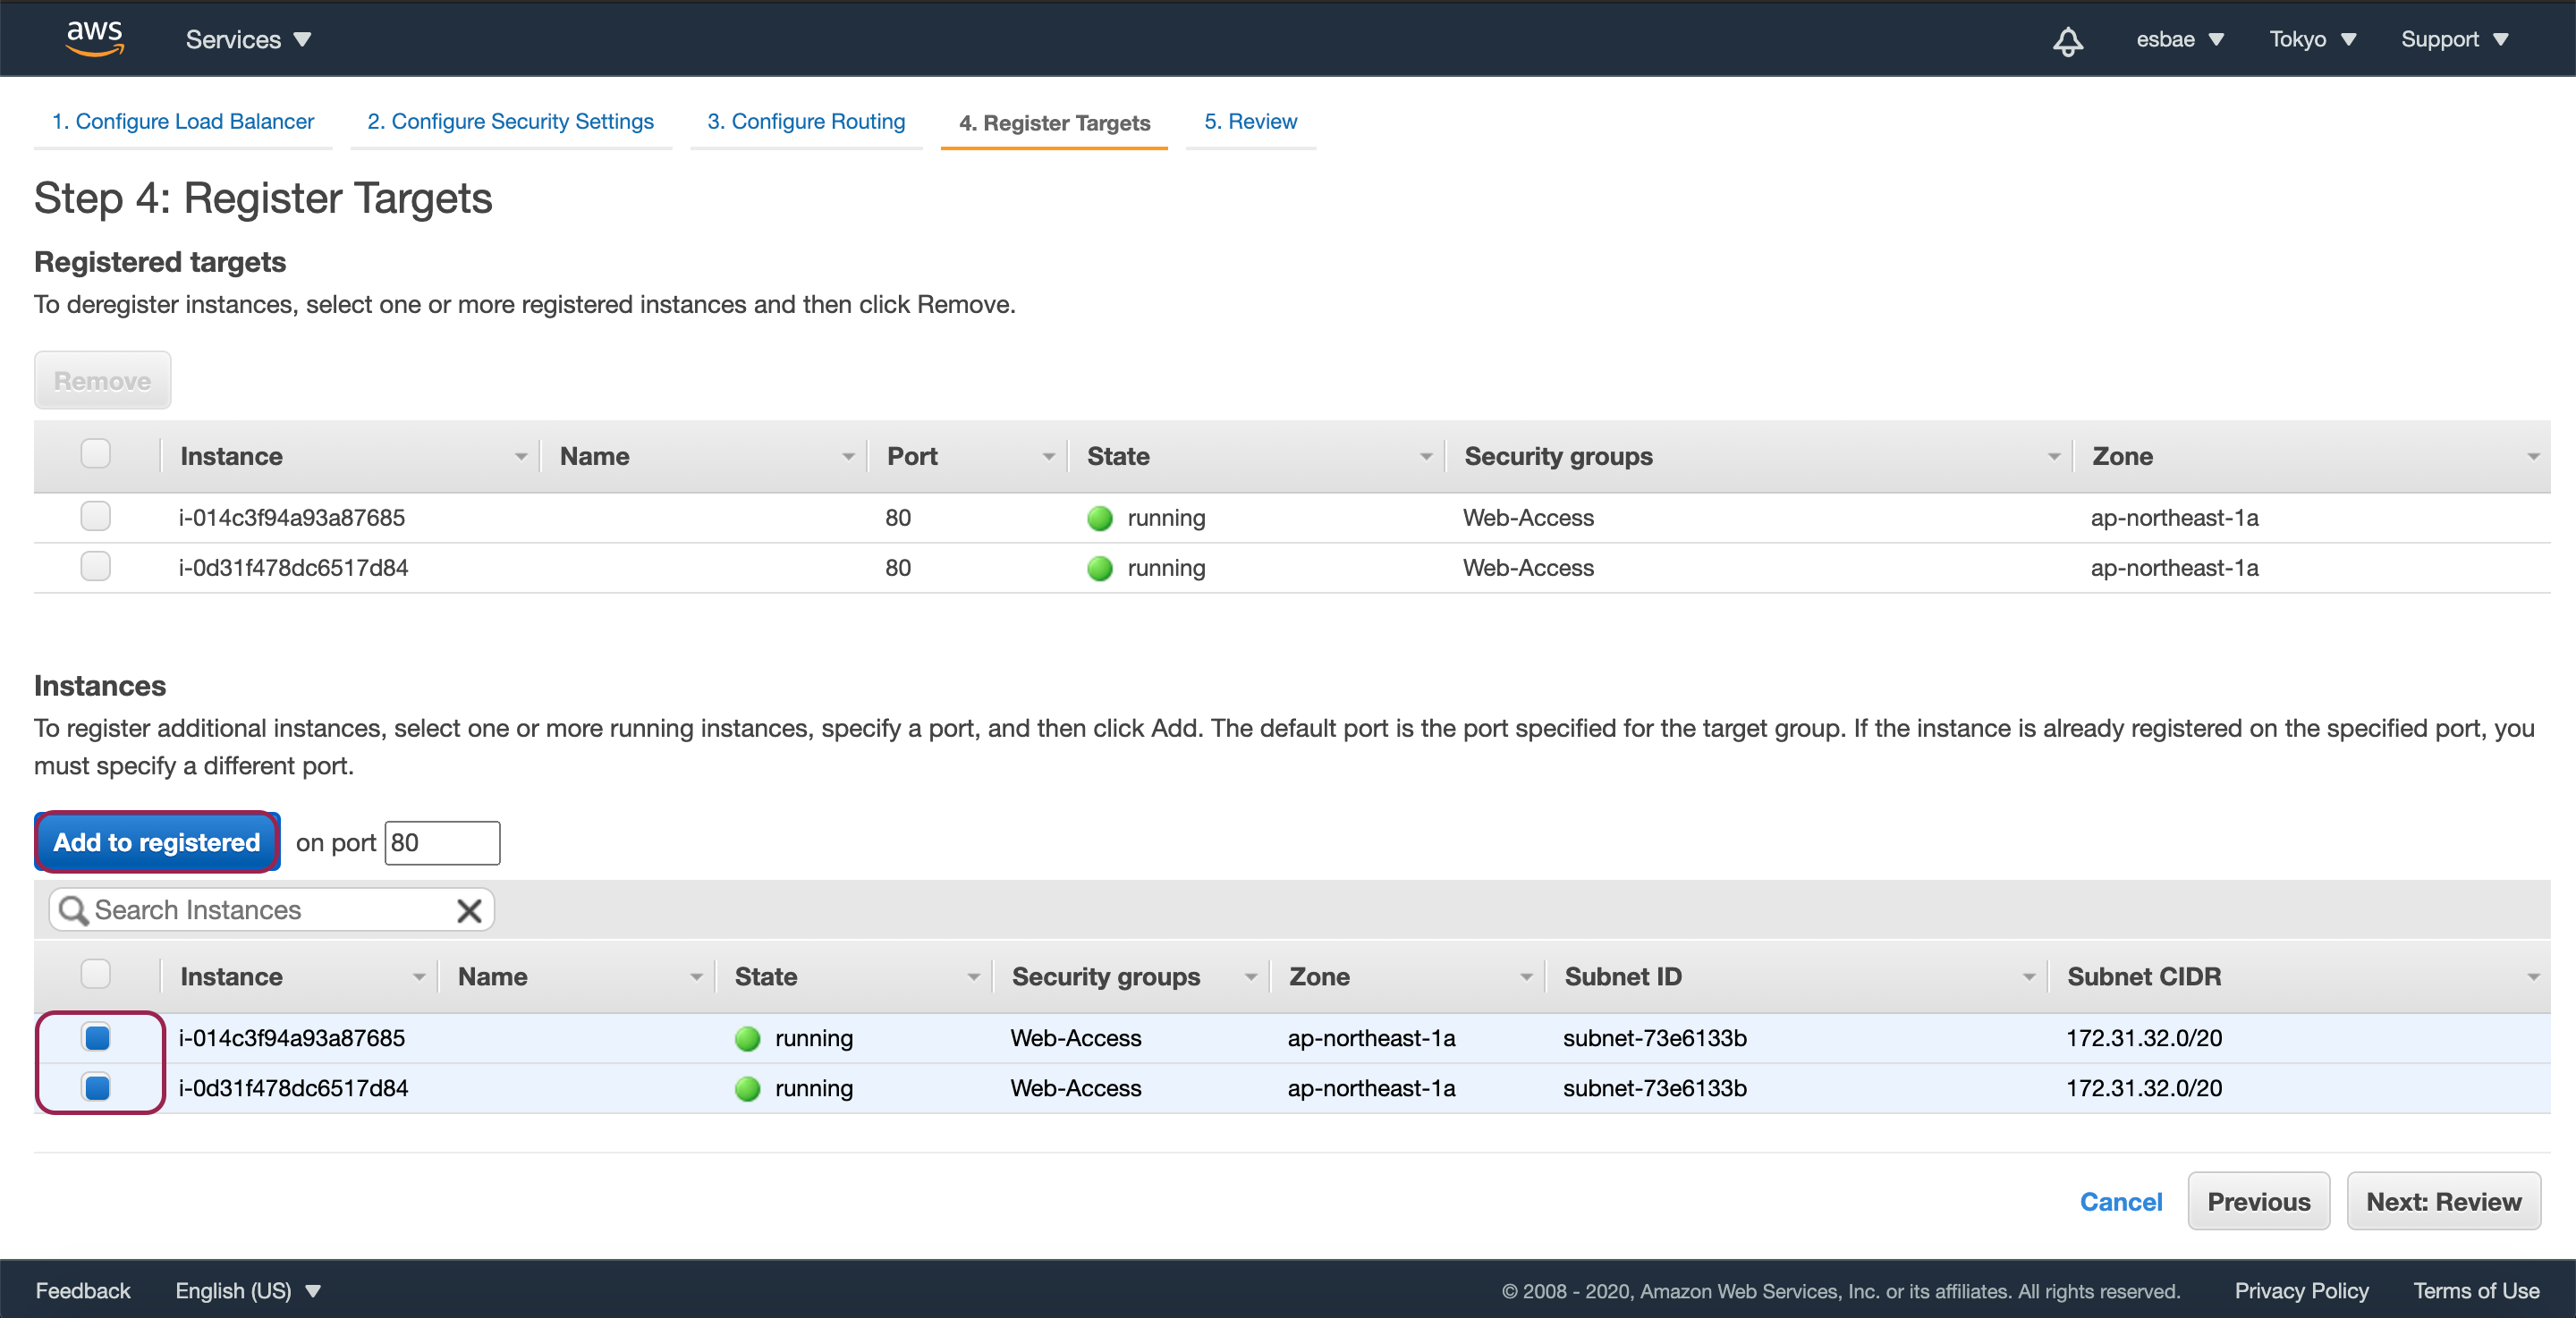 aws Services esbae Tokyo Support
1. Configure Load Balancer 2. Configure Security Settings 3. Configure Routing 4. Register Targets 5. Review
Step 4: Register Targets
Registered targets
To deregister instances, select one or more registered instances and then click Remove.
Remove
Instance Name Port State Security groups Zone
i-014c3f94a93a87685 80 running Web-Access ap-northeast-1a
i-0d31f478dc6517d84 80 running Web-Access ap-northeast-1a
Instances
To register additional instances, select one or more running instances, specify a port, and then click Add. The default port is the port specified for the target group. If the instance is already registered on the specified port, you
must specify a different port.
Add to registered on port 80
Search Instances
Instance Name State Security groups Zone Subnet ID Subnet CIDR
i-014c3f94a93a87685 running Web-Access ap-northeast-1a subnet-73e6133b 172.31.32.0/20
i-0d31f478dc6517d84 running Web-Access ap-northeast-1a subnet-73e6133b 172.31.32.0/20
Cancel Previous Next: Review
Feedback English (US) © 2008 - 2020, Amazon Web Services, Inc. or its affiliates. All rights reserved. Privacy Policy Terms of Use